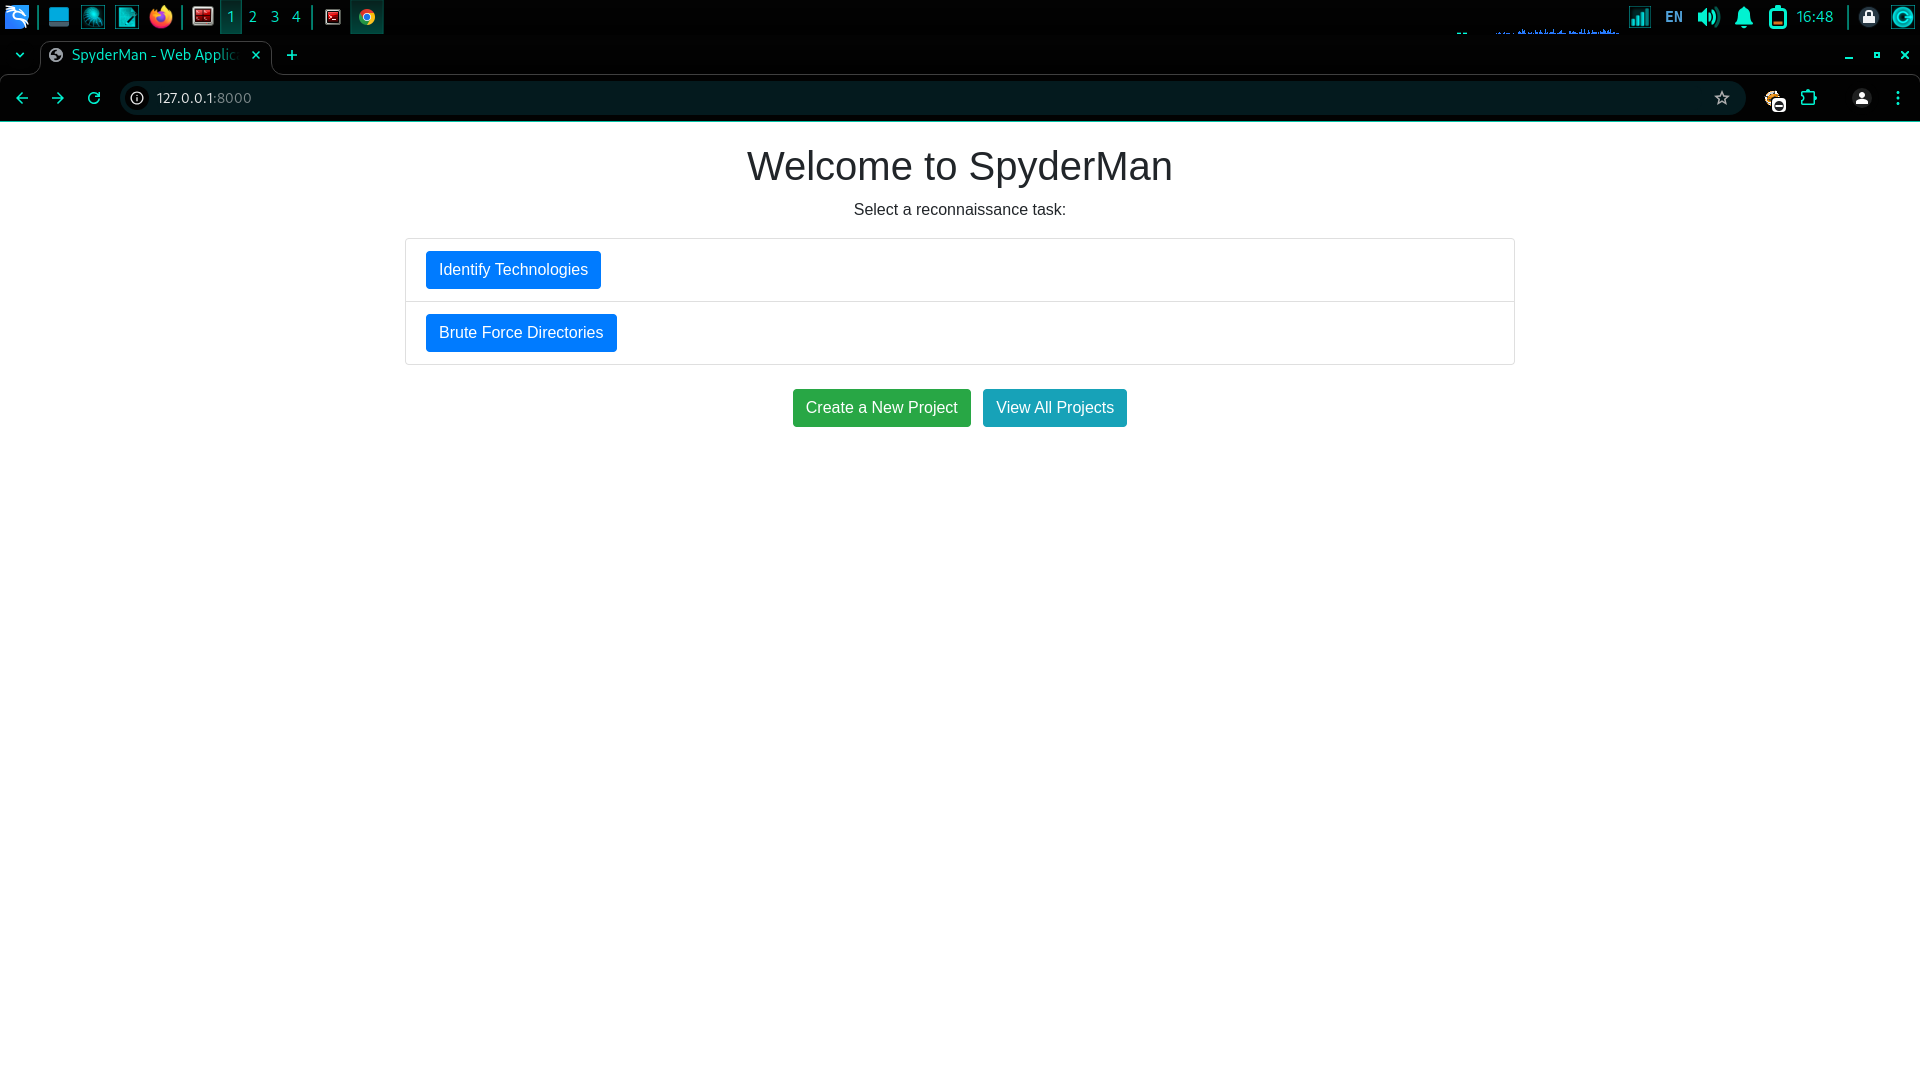 1 2 3 4
EN 16:48
SpyderMan - Web Applic
127.0.0.1:8000
Welcome to SpyderMan
Select a reconnaissance task:
Identify Technologies
Brute Force Directories
Create a New Project View All Projects